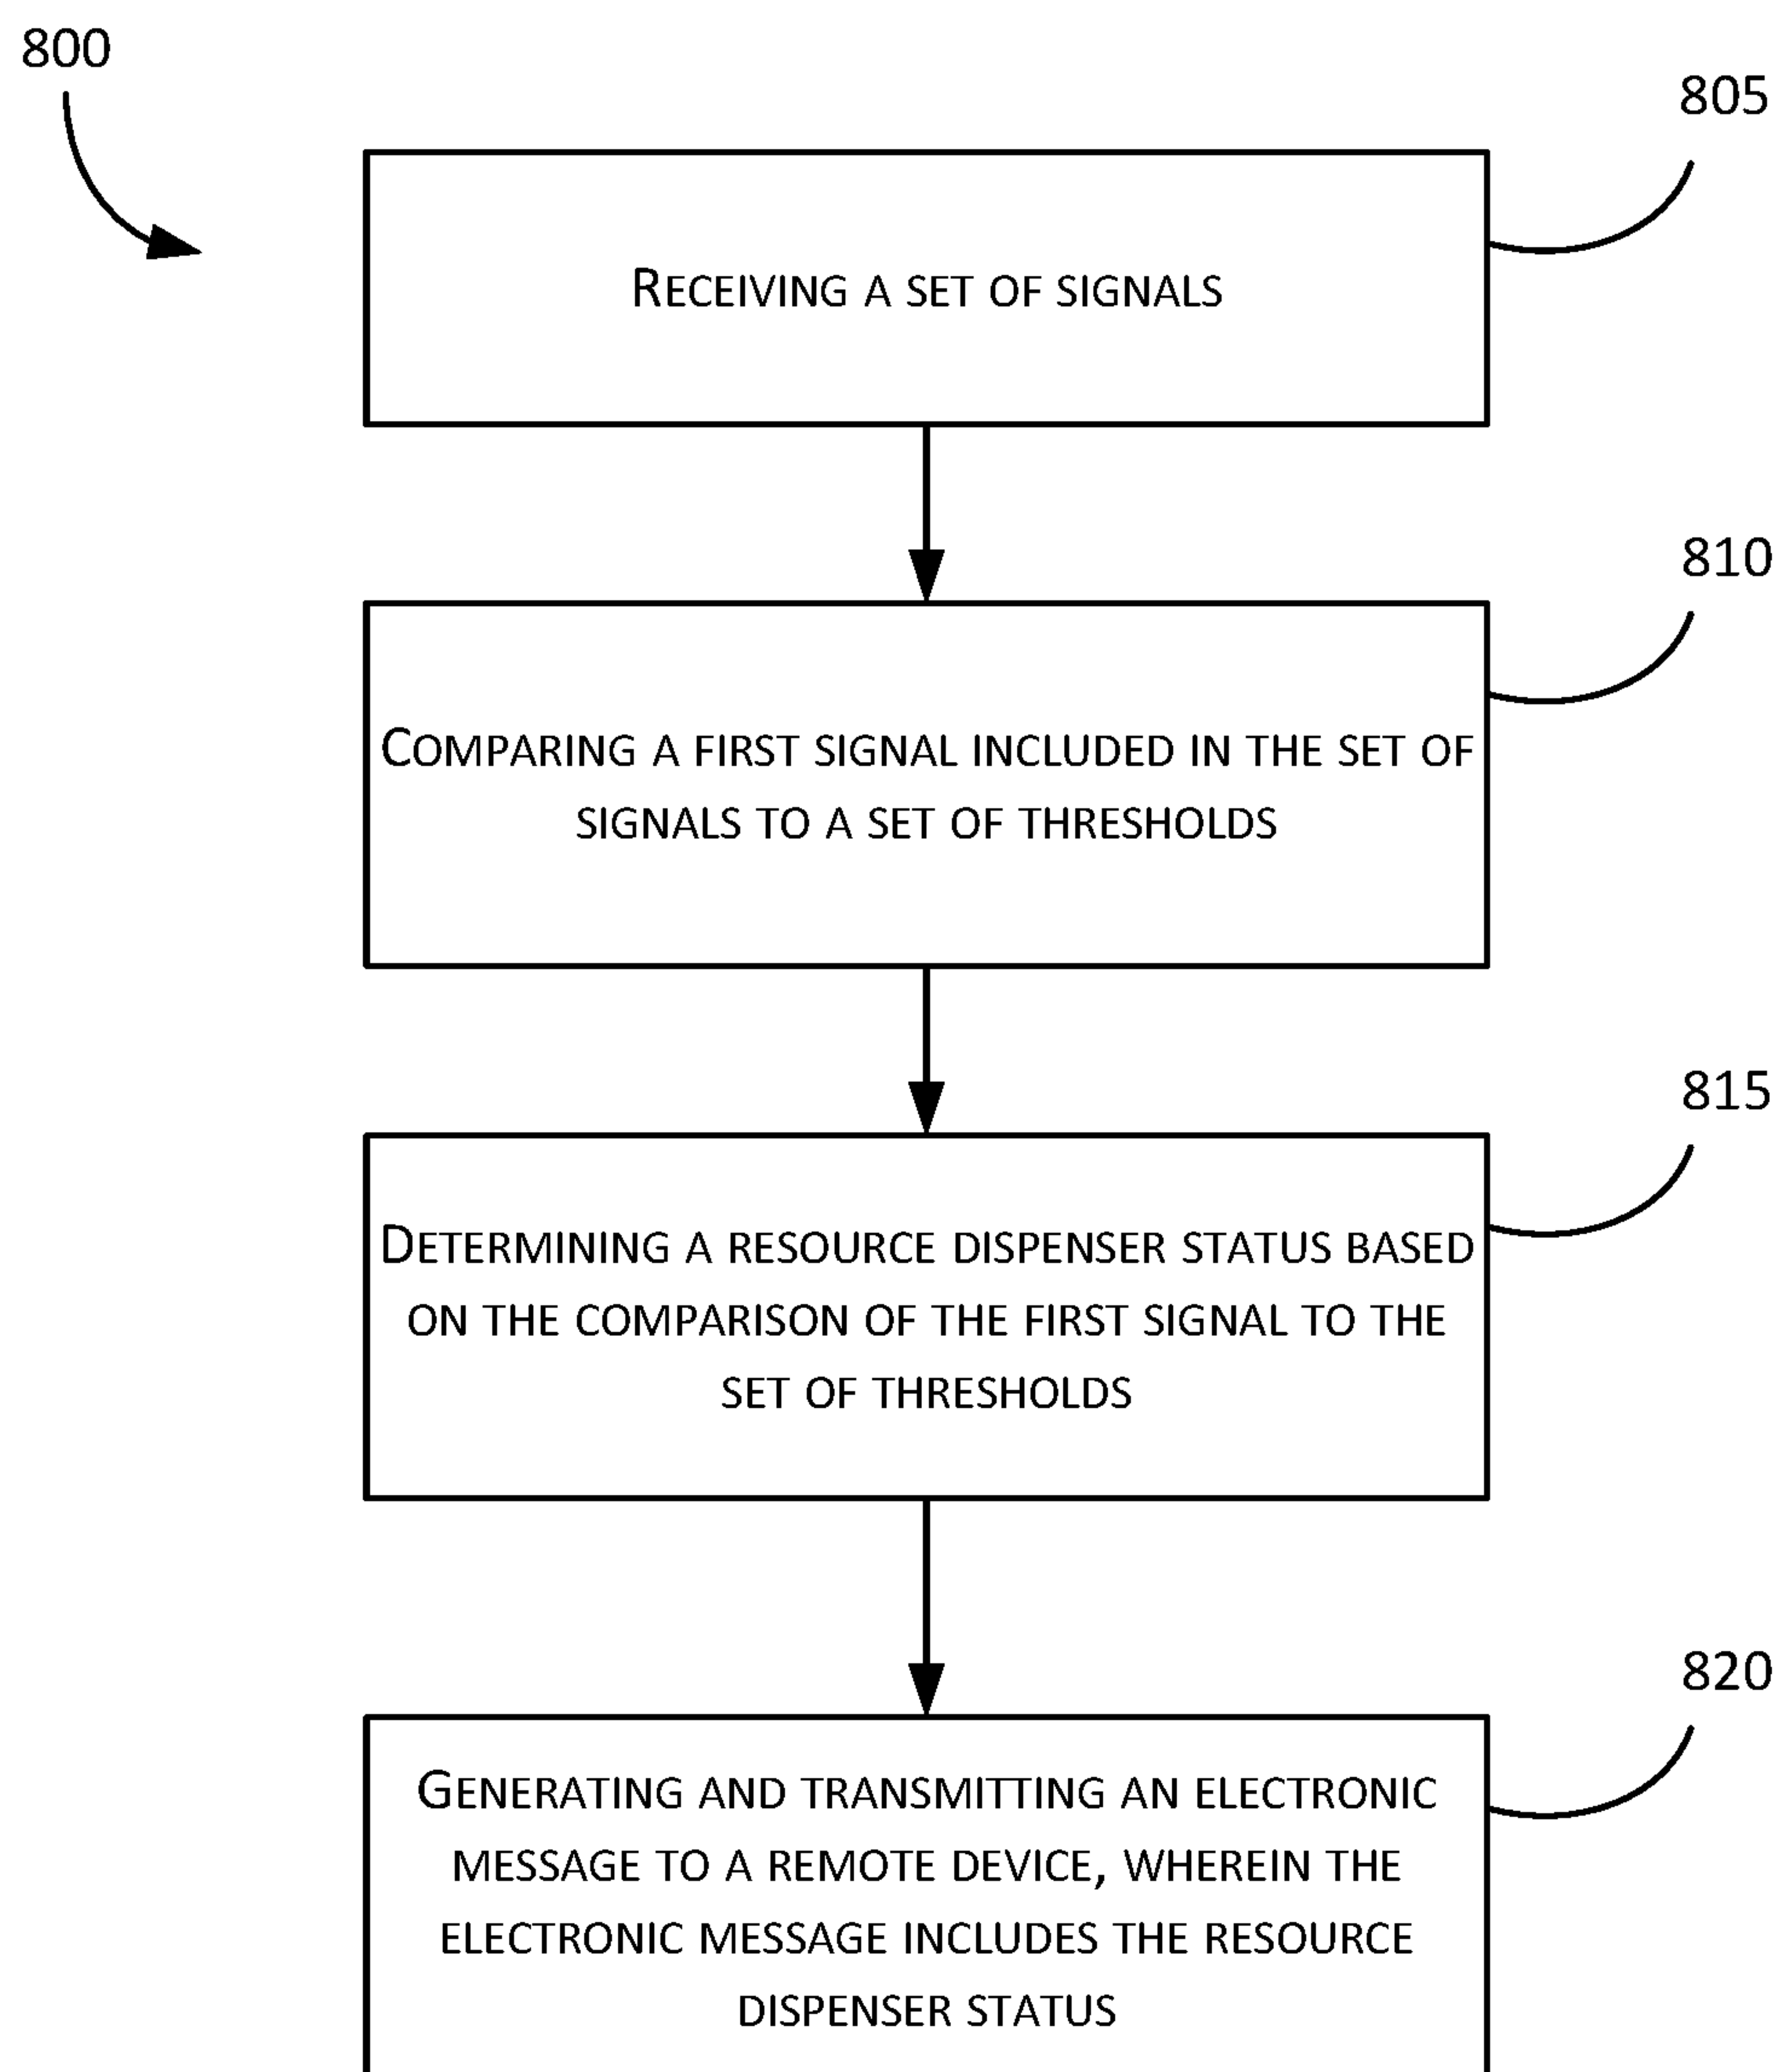 800
805
Receiving a set of signals
810
Comparing a first signal included in the set of
signals to a set of thresholds
815
Determining a resource dispenser status based
on the comparison of the first signal to the
set of thresholds
820
Generating and transmitting an electronic
message to a remote device, wherein the
electronic message includes the resource
dispenser status